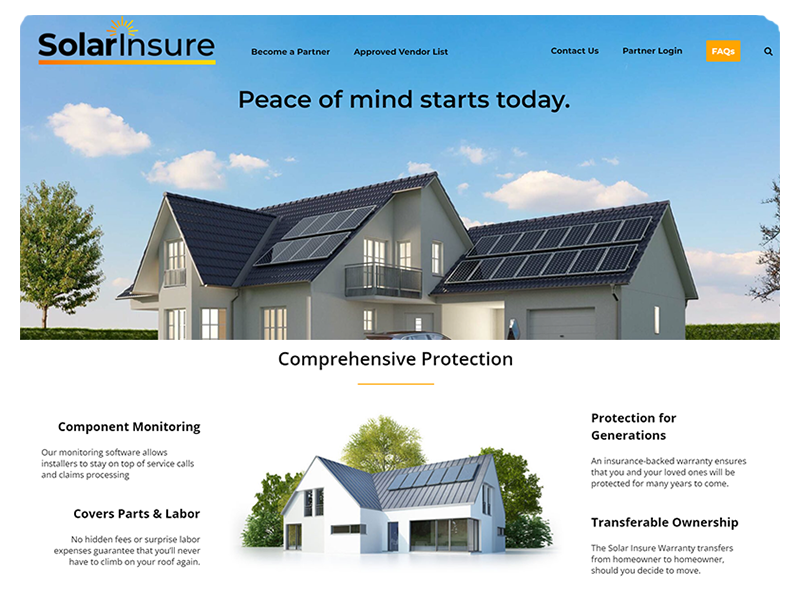 SolarInsure
Become a Partner
Approved Vendor List
Contact Us
Partner Login
FAQs
Peace of mind starts today.
Comprehensive Protection
Component Monitoring
Our monitoring software allows
installers to stay on top of service calls
and claims processing
Covers Parts & Labor
No hidden fees or surprise labor
expenses guarantee that you'll never
have to climb on your roof again.
Protection for
Generations
An insurance-backed warranty ensures
that you and your loved ones will be
protected for many years to come.
Transferable Ownership
The Solar Insure Warranty transfers
from homeowner to homeowner,
should you decide to move.